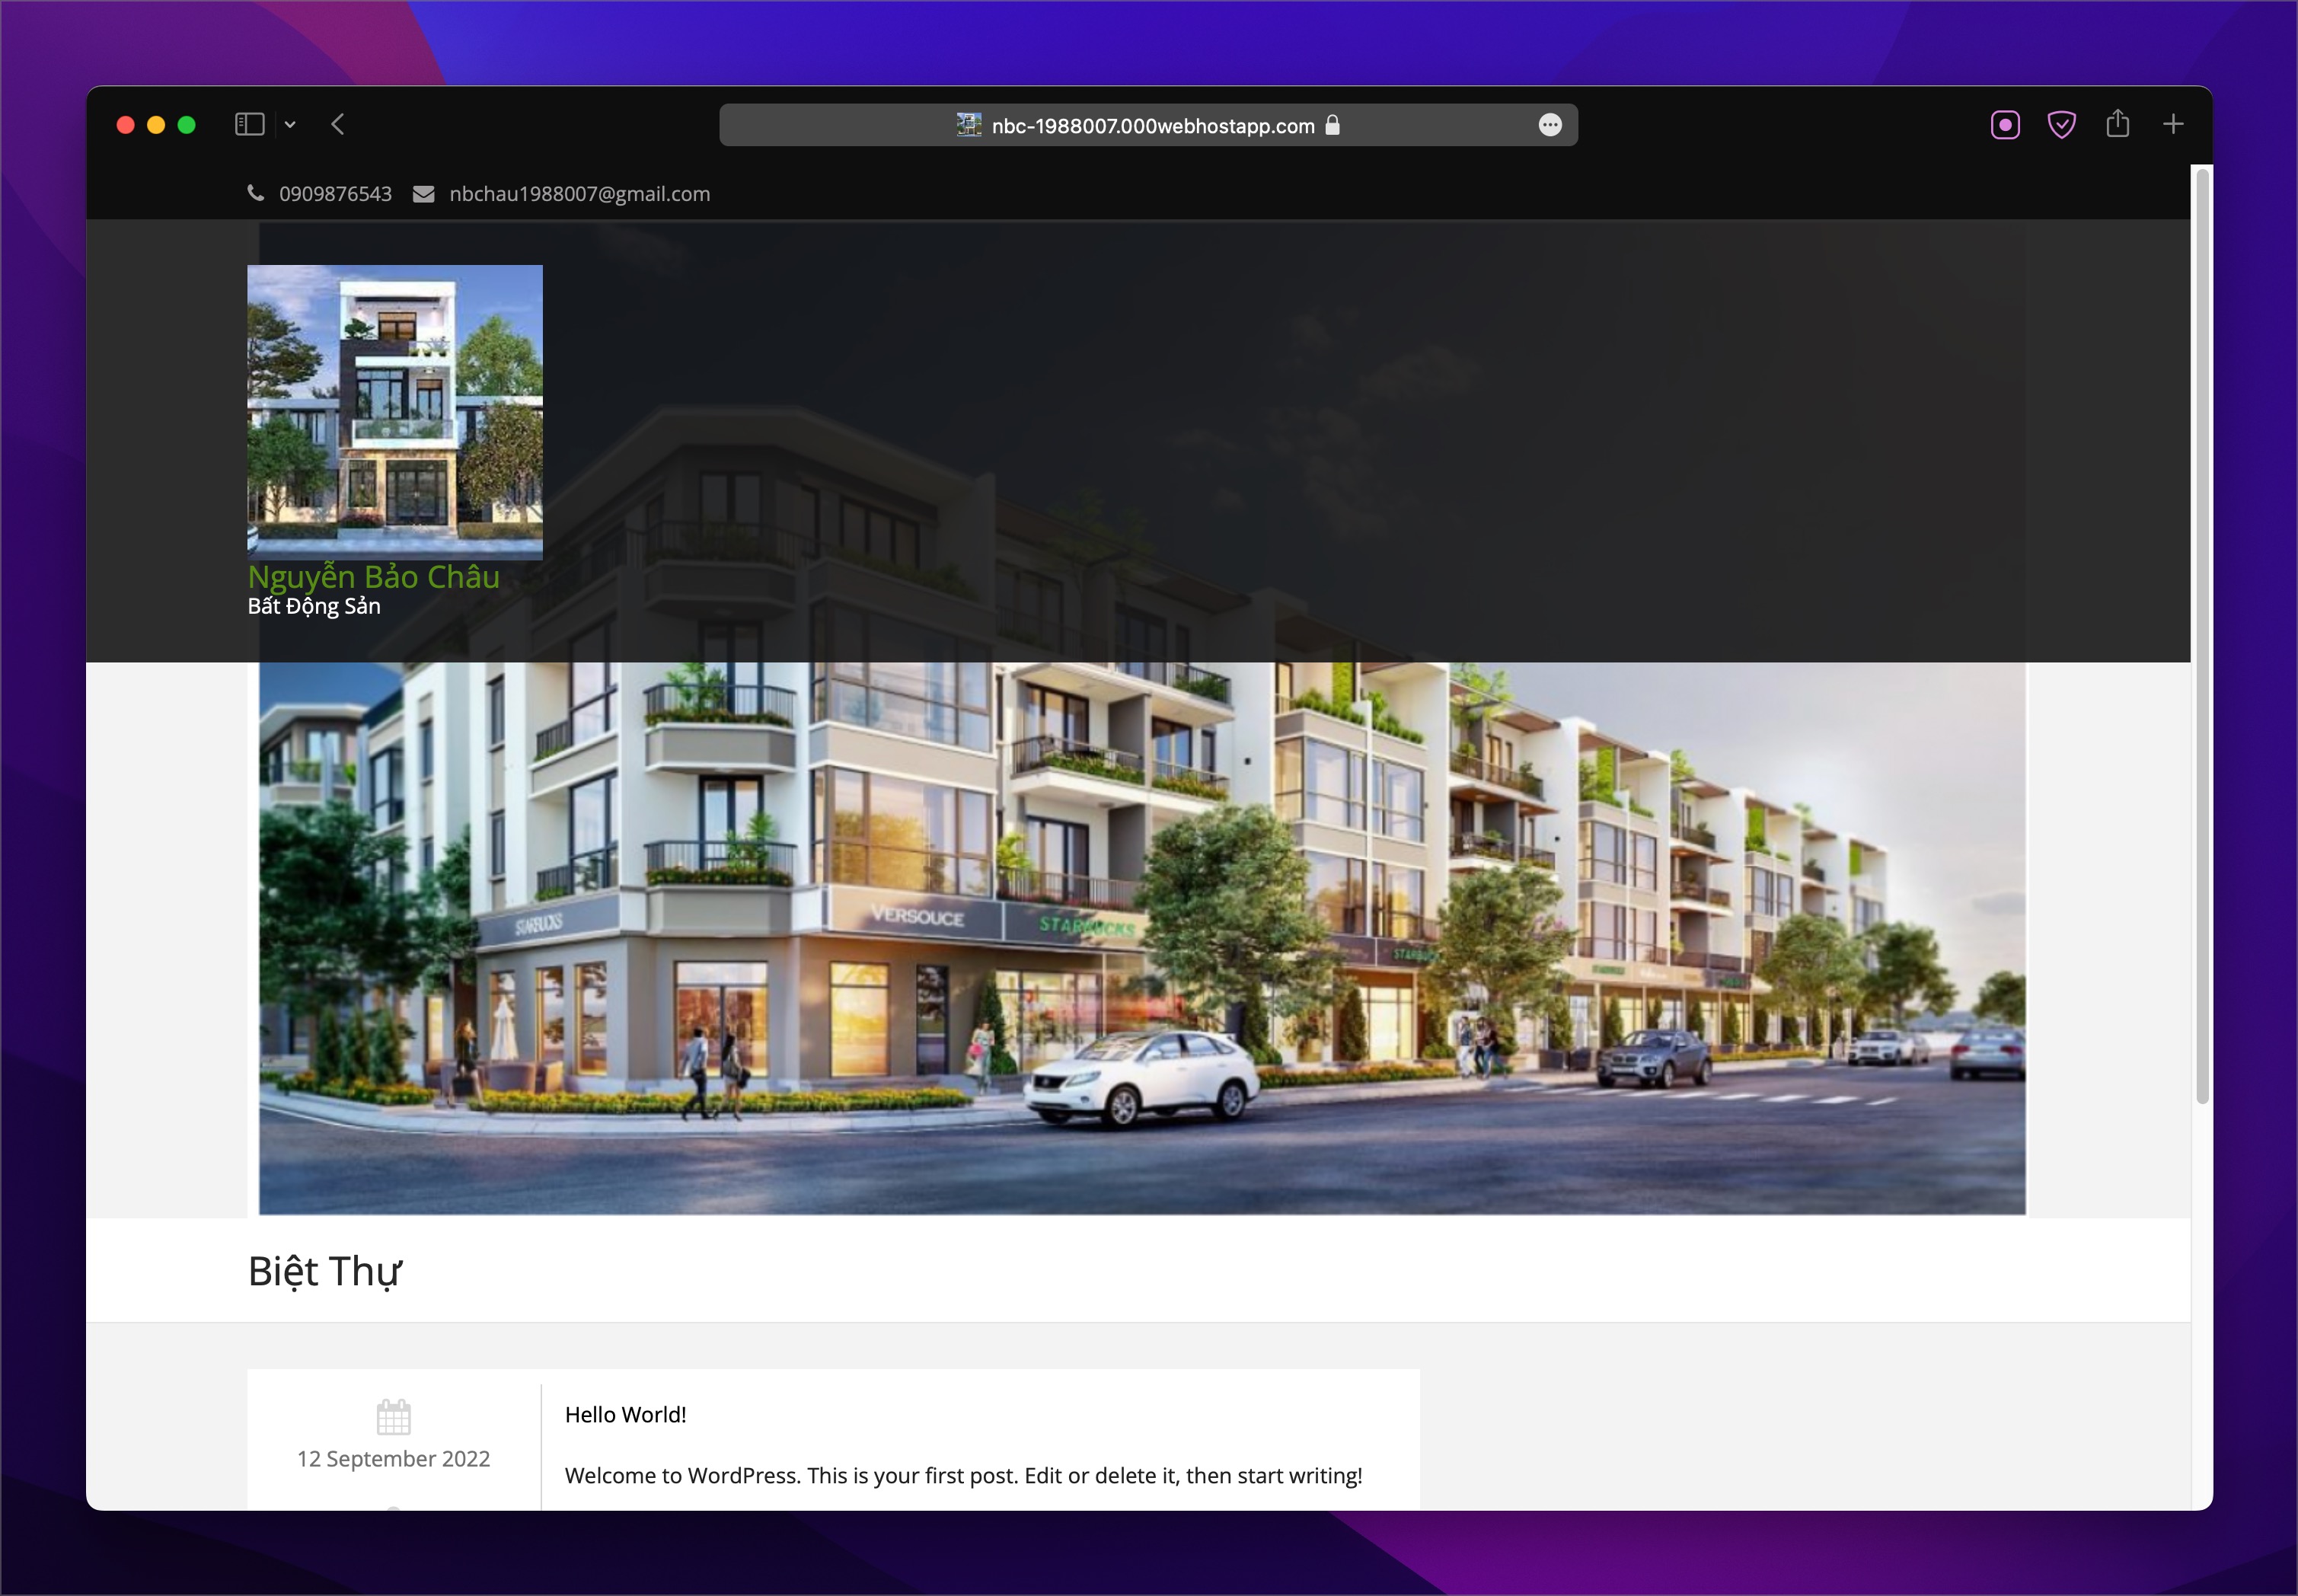 nbc-1988007.000webhostapp.com
0909876543 nbchau1988007@gmail.com
Nguyễn Bảo Châu
Bất Động Sản
STARBUCKS
VERSOUCE
STARBUCKS
STARBUCKS
Biệt Thự
12 September 2022
Hello World!
Welcome to WordPress. This is your first post. Edit or delete it, then start writing!